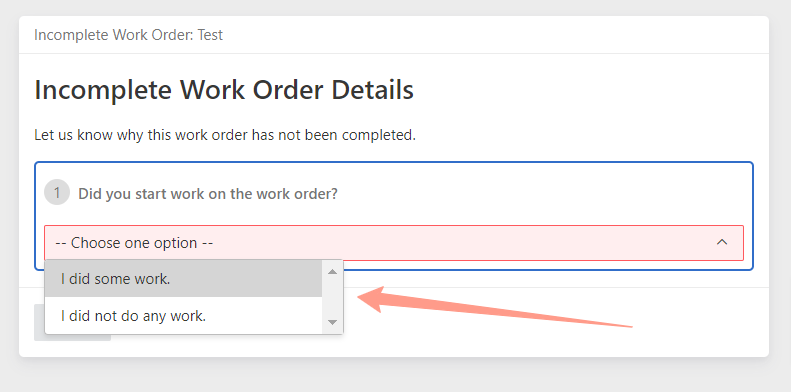 Incomplete Work Order: Test
Incomplete Work Order Details
Let us know why this work order has not been completed.
1 Did you start work on the work order?
-- Choose one option --
I did some work.
I did not do any work.